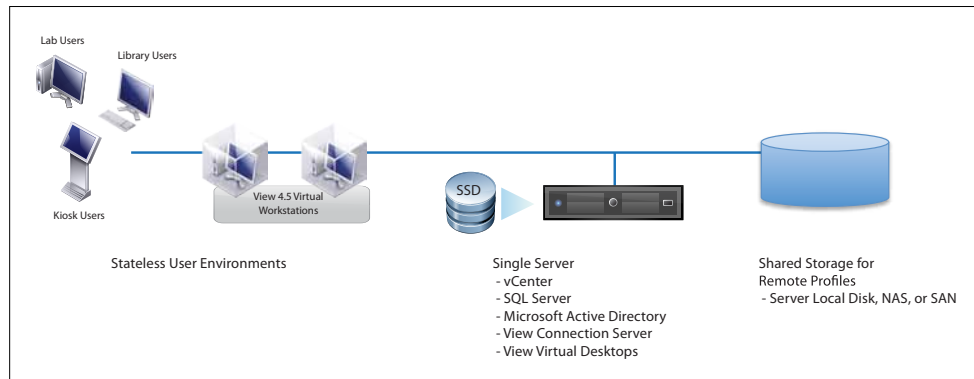 Lab Users
Library Users
Kiosk Users
View 4.5 Virtual
Workstations
SSD
Stateless User Environments
Single Server
- vCenter
- SQL Server
- Microsoft Active Directory
- View Connection Server
- View Virtual Desktops
Shared Storage for
Remote Profiles
- Server Local Disk, NAS, or SAN